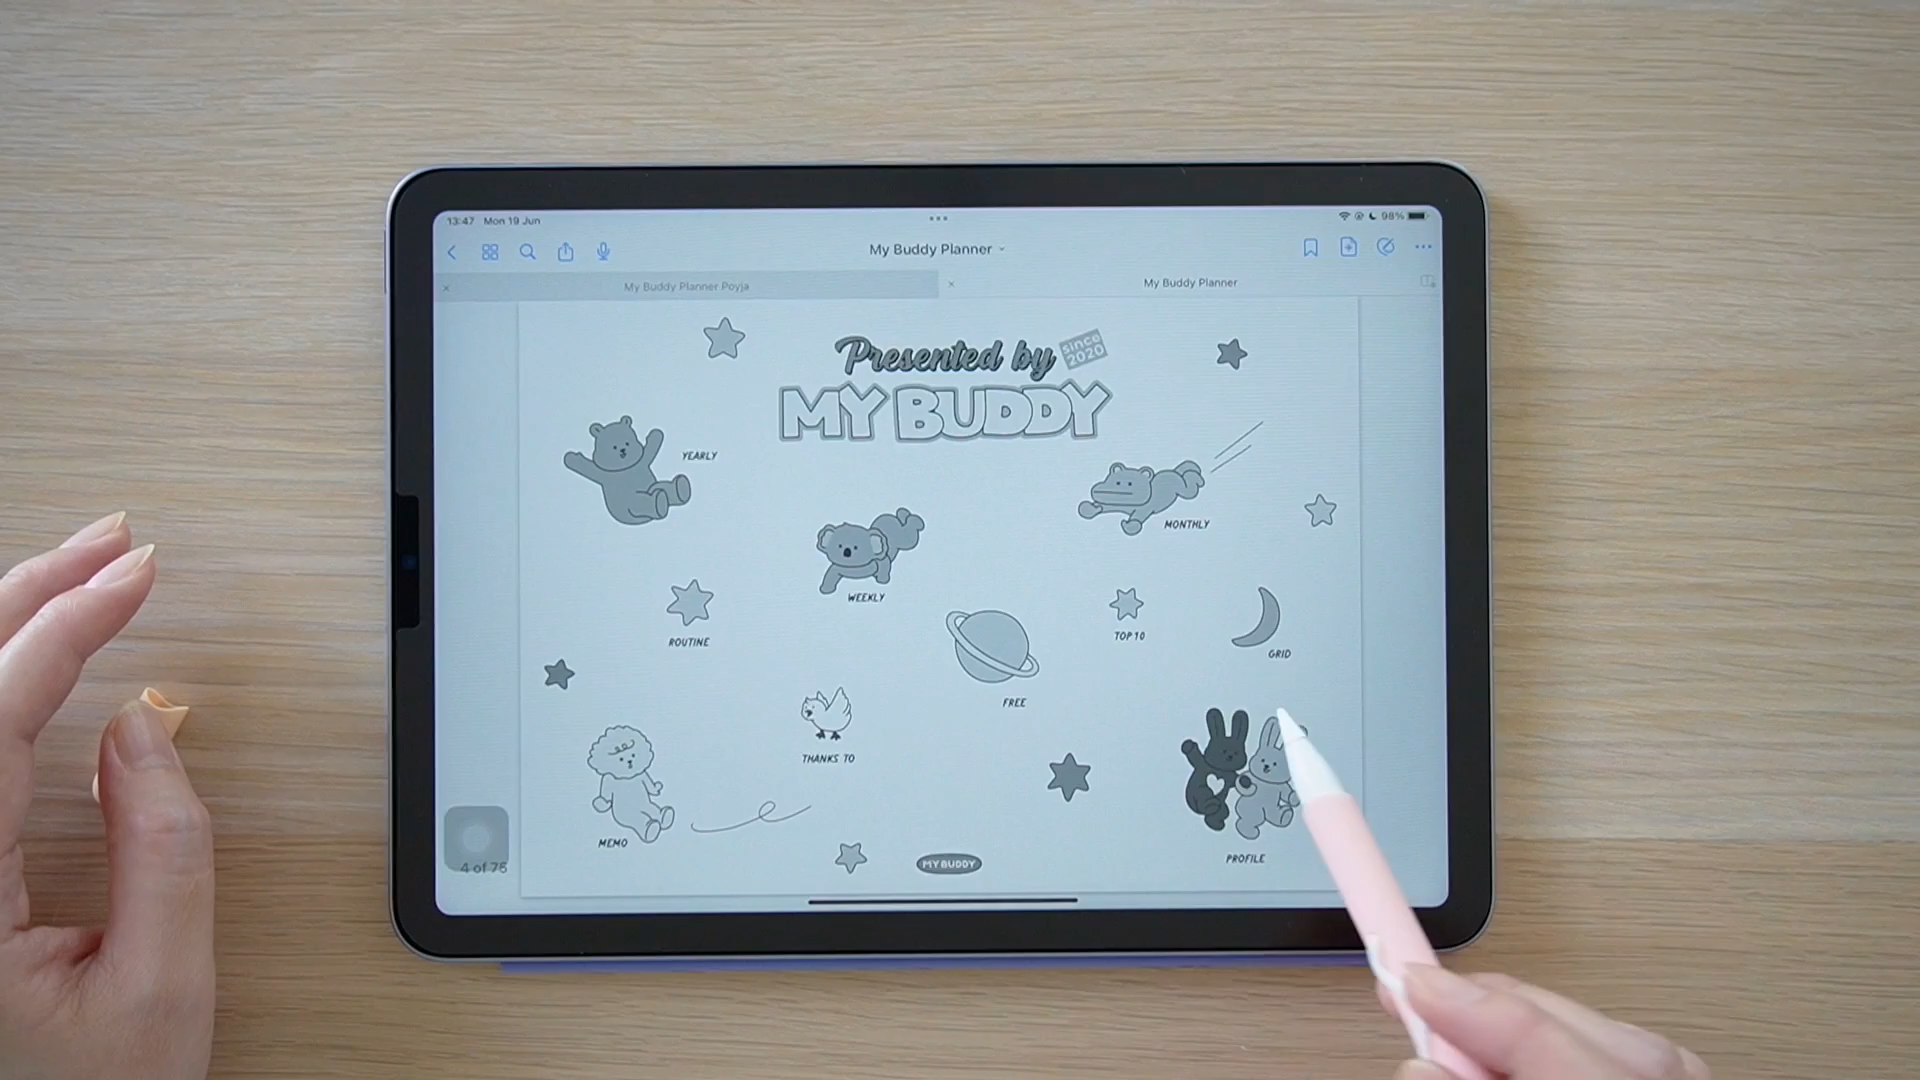 13:47 Mon 19 Jun
98%
My Buddy Planner
My Buddy Planner Poyja
My Buddy Planner
Presented by
since
2020
MY BUDDY
YEARLY
MONTHLY
WEEKLY
ROUTINE
TOP 10
GRID
FREE
THANKS TO
MEMO
PROFILE
MY BUDDY
4 of 75